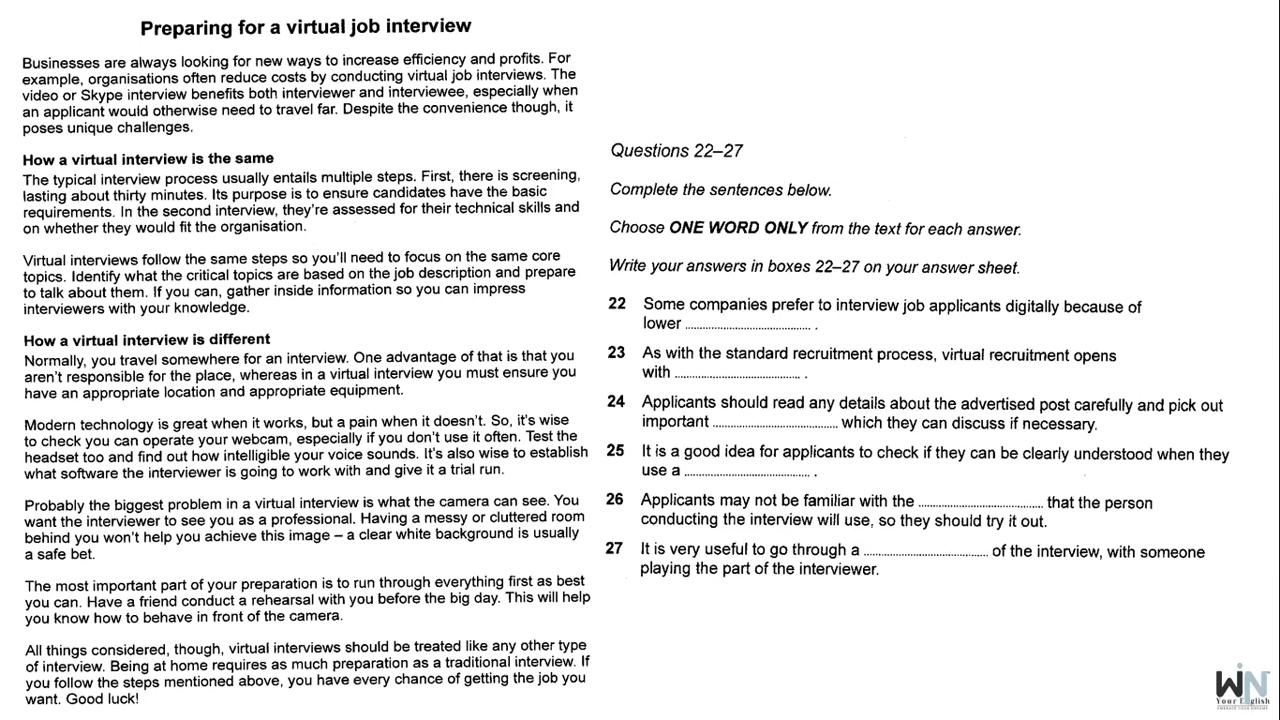 Preparing for a virtual job interview
Businesses are always looking for new ways to increase efficiency and profits. For
example, organisations often reduce costs by conducting virtual job interviews. The
video or Skype interview benefits both interviewer and interviewee, especially when
an applicant would otherwise need to travel far. Despite the convenience though, it
poses unique challenges.
How a virtual interview is the same
The typical interview process usually entails multiple steps. First, there is screening,
lasting about thirty minutes. Its purpose is to ensure candidates have the basic
requirements. In the second interview, they're assessed for their technical skills and
on whether they would fit the organisation.
Virtual interviews follow the same steps so you'll need to focus on the same core
topics. Identify what the critical topics are based on the job description and prepare
to talk about them. If you can, gather inside information so you can impress
interviewers with your knowledge.
How a virtual interview is different
Normally, you travel somewhere for an interview. One advantage of that is that you
aren't responsible for the place, whereas in a virtual interview you must ensure you
have an appropriate location and appropriate equipment.
Modern technology is great when it works, but a pain when it doesn't. So, it's wise
to check you can operate your webcam, especially if you don't use it often. Test the
headset too and find out how intelligible your voice sounds. It's also wise to establish
what software the interviewer is going to work with and give it a trial run.
Probably the biggest problem in a virtual interview is what the camera can see. You
want the interviewer to see you as a professional. Having a messy or cluttered room
behind you won't help you achieve this image – a clear white background is usually
a safe bet.
The most important part of your preparation is to run through everything first as best
you can. Have a friend conduct a rehearsal with you before the big day. This will help
you know how to behave in front of the camera.
All things considered, though, virtual interviews should be treated like any other type
of interview. Being at home requires as much preparation as a traditional interview. If
you follow the steps mentioned above, you have every chance of getting the job you
want. Good luck!
Questions 22–27
Complete the sentences below.
Choose ONE WORD ONLY from the text for each answer.
Write your answers in boxes 22–27 on your answer sheet.
22 Some companies prefer to interview job applicants digitally because of
lower ........................................ .
23 As with the standard recruitment process, virtual recruitment opens
with ........................................ .
24 Applicants should read any details about the advertised post carefully and pick out
important ........................................ which they can discuss if necessary.
25 It is a good idea for applicants to check if they can be clearly understood when they
use a ........................................ .
26 Applicants may not be familiar with the ........................................ that the person
conducting the interview will use, so they should try it out.
27 It is very useful to go through a ........................................ of the interview, with someone
playing the part of the interviewer.
WiN
Your English